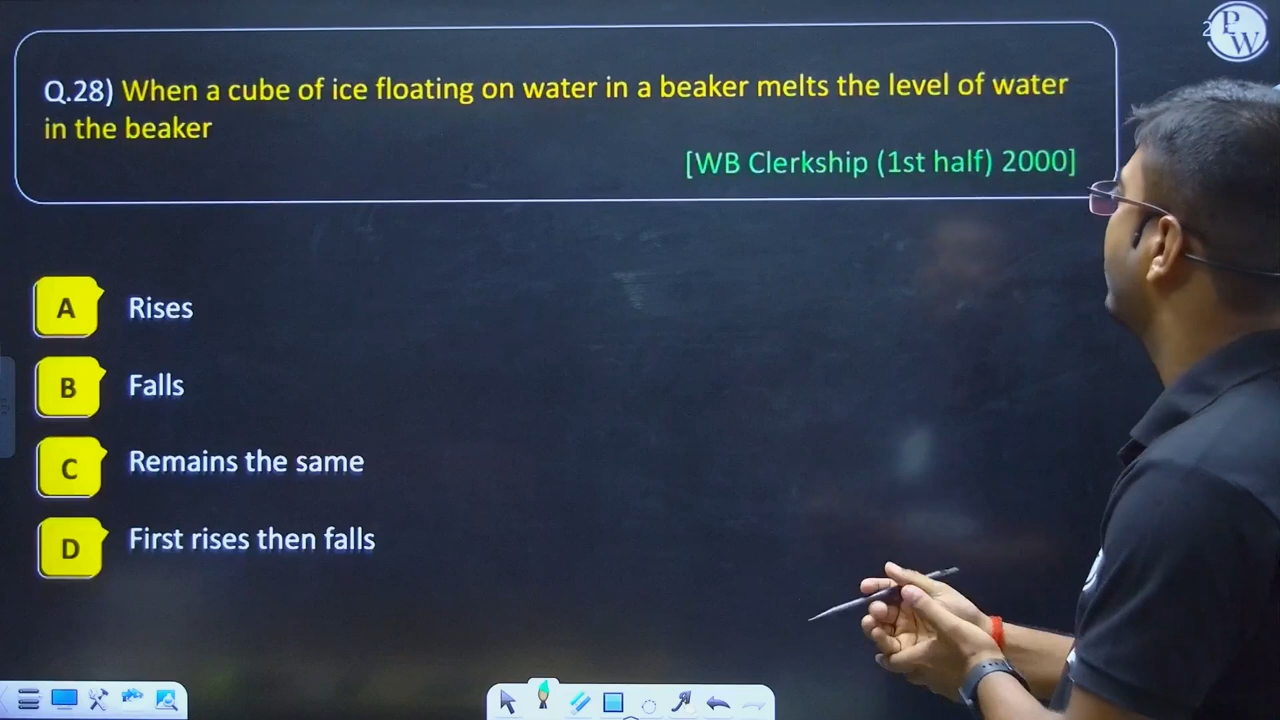 Q.28) When a cube of ice floating on water in a beaker melts the level of water
in the beaker
[WB Clerkship (1st half) 2000]
A Rises
B Falls
C Remains the same
D First rises then falls
PW